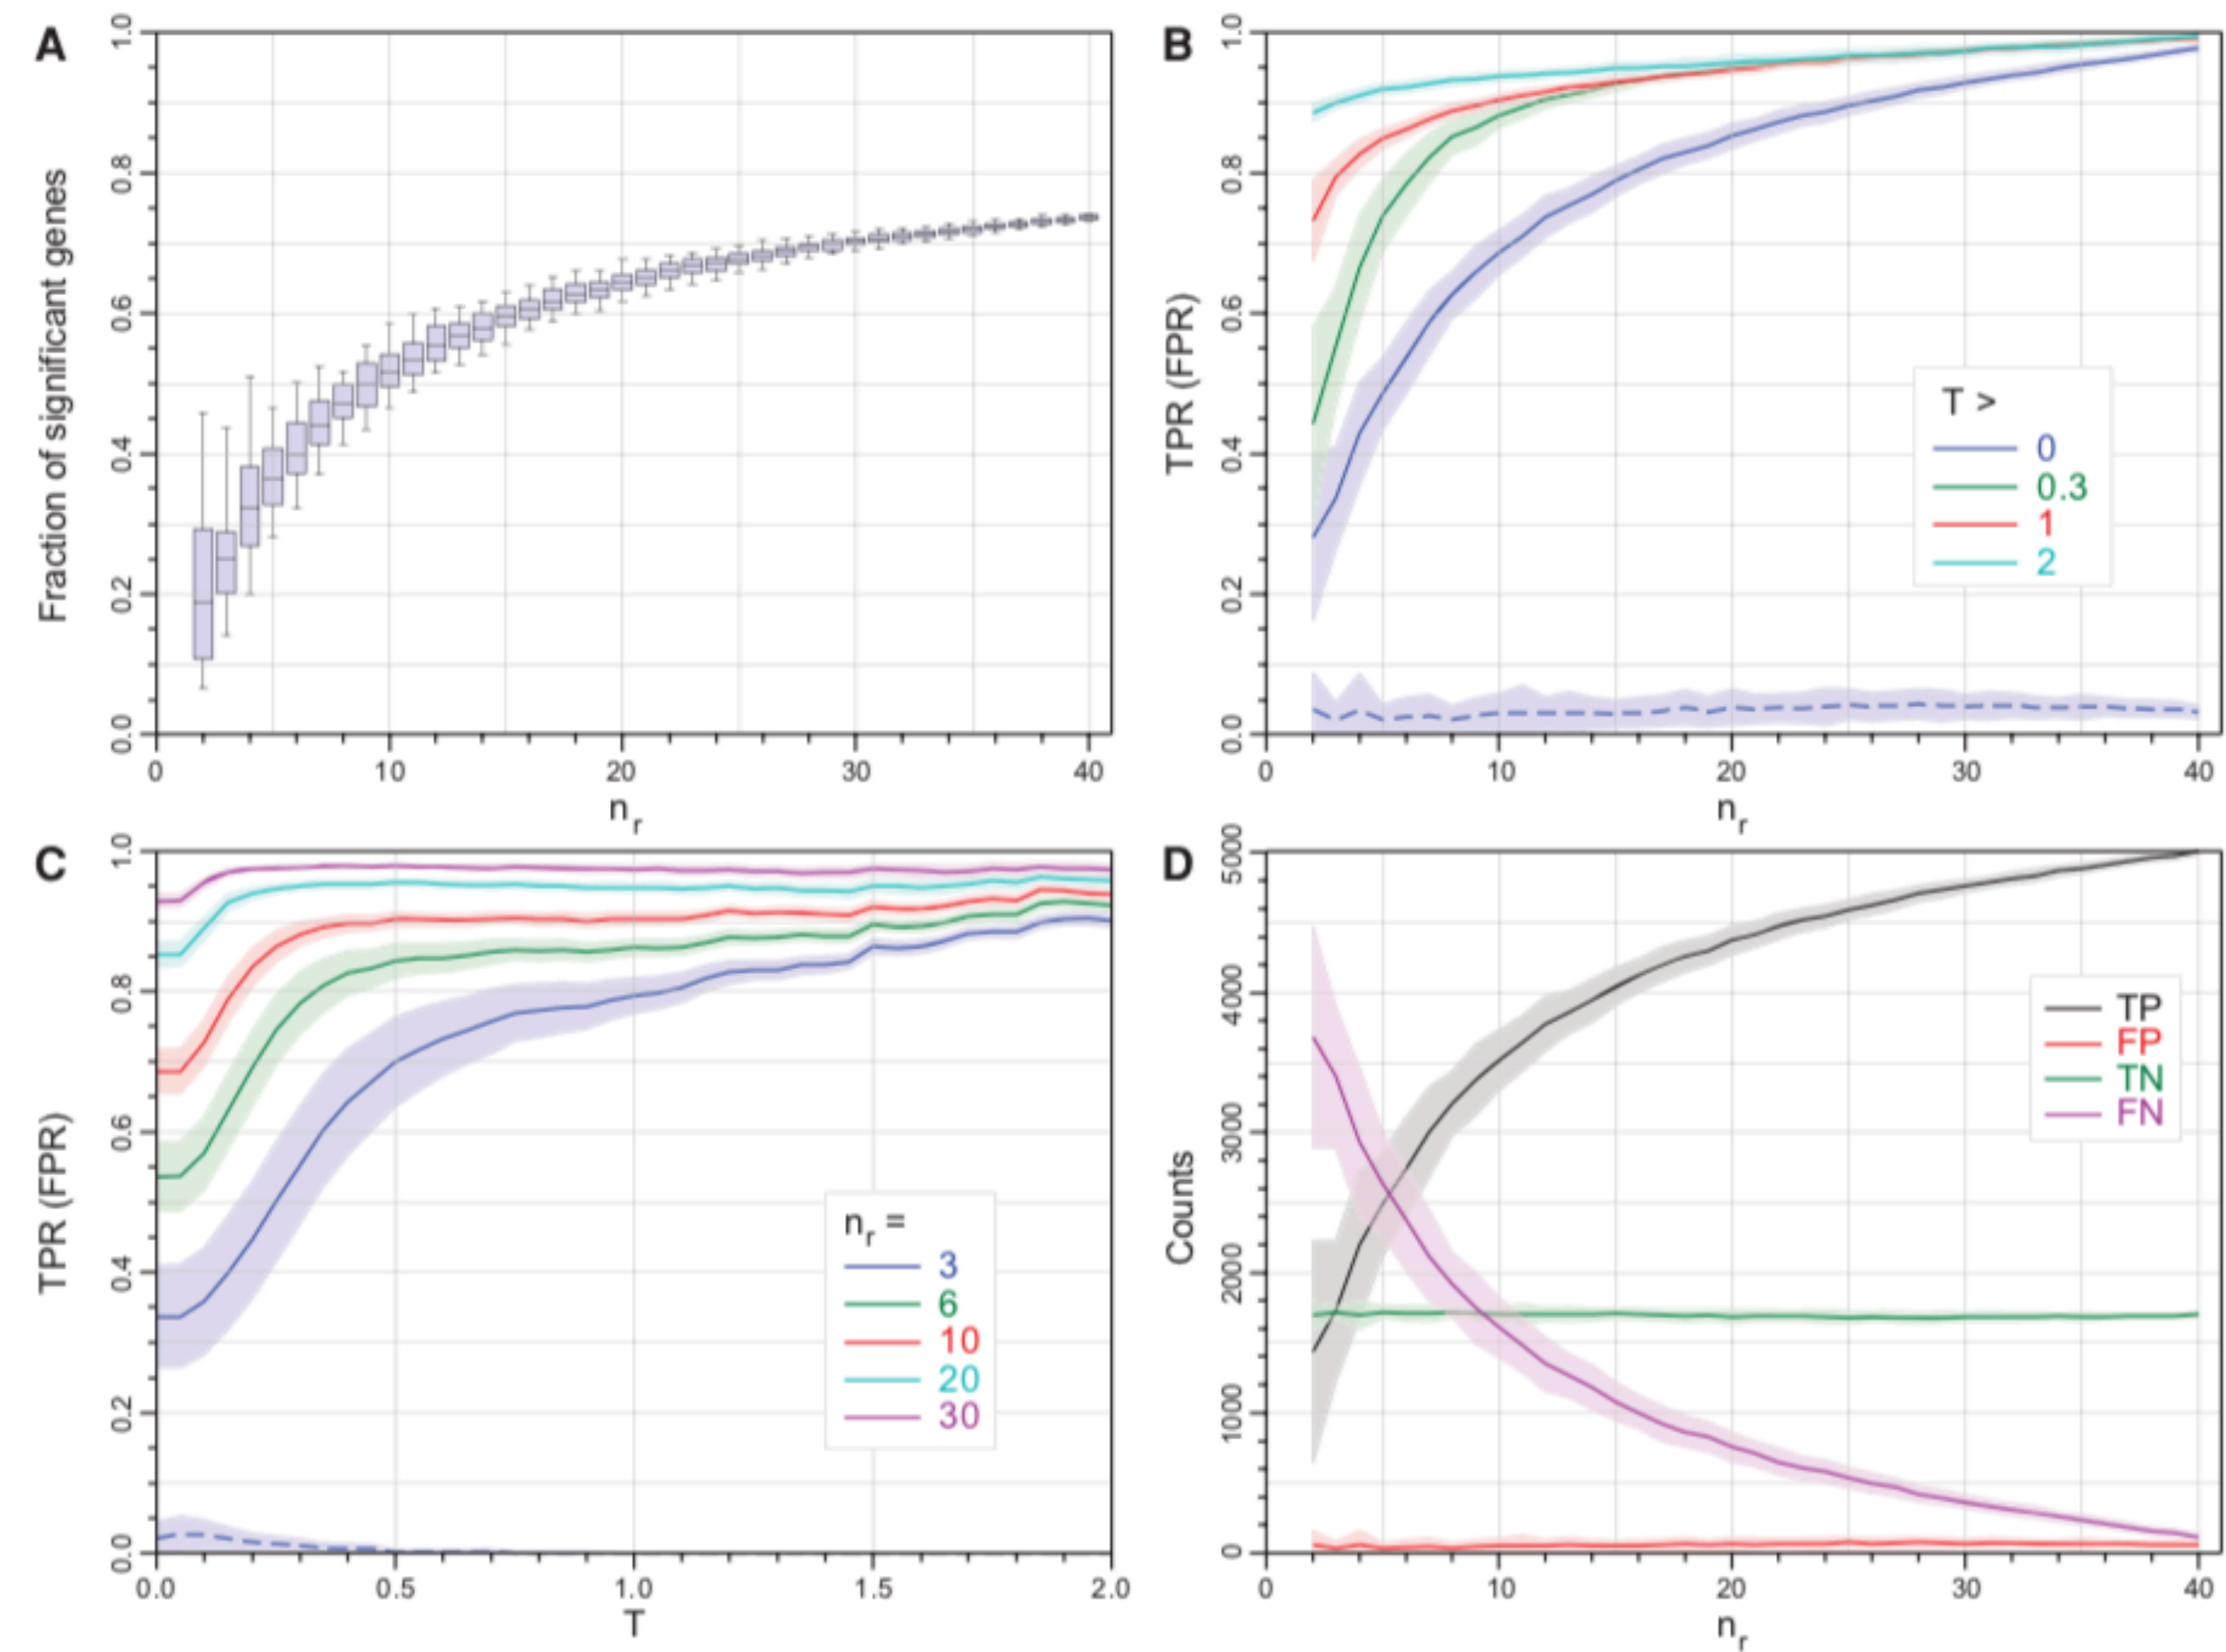 A
Fraction of significant genes
1.0
0.8
0.6
0.4
0.2
0.0
0 10 20 30 40
n r
B
TPR (FPR)
1.0
0.8
0.6
0.4
0.2
0.0
T >
0
0.3
1
2
0 10 20 30 40
n r
C
TPR (FPR)
1.0
0.8
0.6
0.4
0.2
0.0
n r =
3
6
10
20
30
0.0 0.5 1.0 1.5 2.0
T
D
Counts
5000
4000
3000
2000
1000
0
TP
FP
TN
FN
0 10 20 30 40
n r